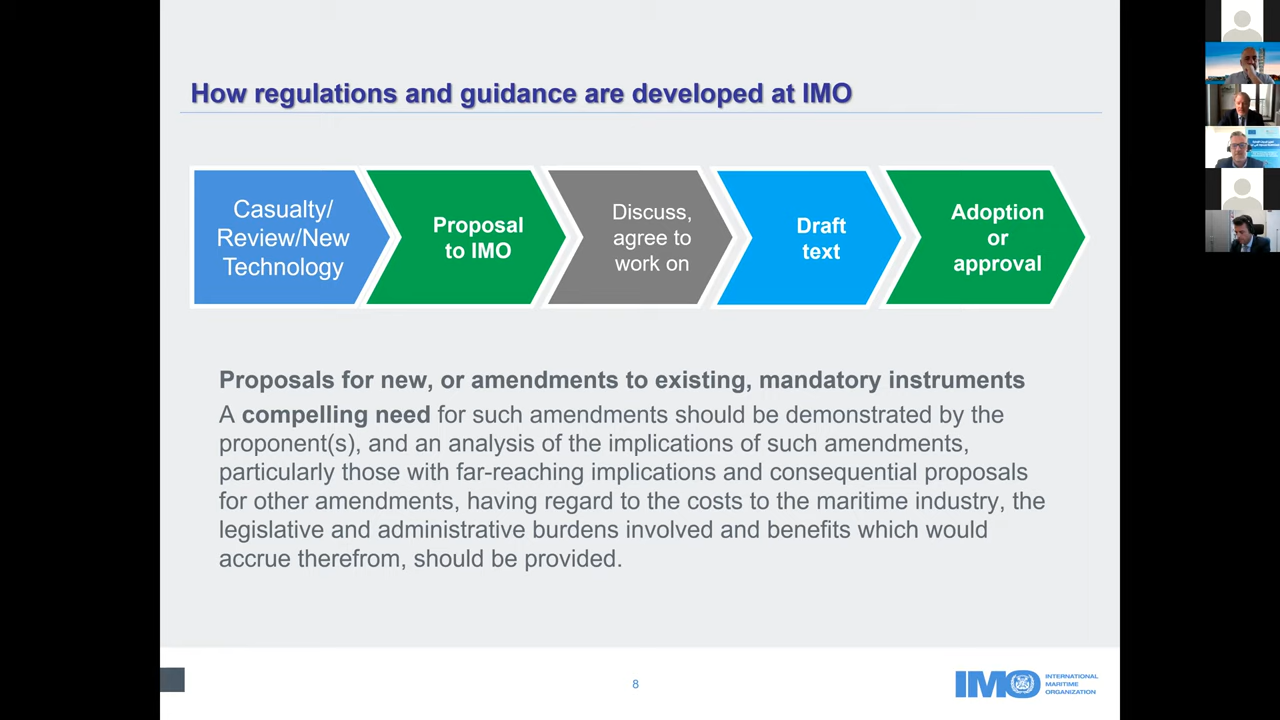 How regulations and guidance are developed at IMO
Casualty/
Review/New
Technology
Proposal
to IMO
Discuss,
agree to
work on
Draft
text
Adoption
or
approval
Proposals for new, or amendments to existing, mandatory instruments
A compelling need for such amendments should be demonstrated by the
proponent(s), and an analysis of the implications of such amendments,
particularly those with far-reaching implications and consequential proposals
for other amendments, having regard to the costs to the maritime industry, the
legislative and administrative burdens involved and benefits which would
accrue therefrom, should be provided.
8
IMO
INTERNATIONAL
MARITIME
ORGANIZATION